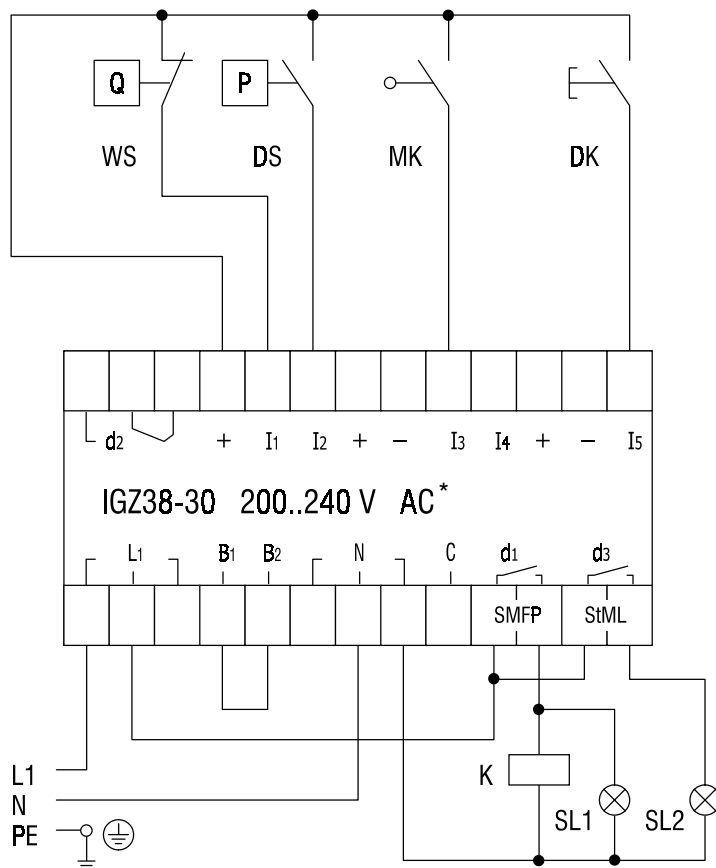 Q P
WS DS MK DK
d2 + I1 I2 + − I3 I4 + − I5
IGZ38-30 200..240 V AC*
L1 B1 B2 N C d1 d3
SMFP StML
L1
N
PE
K SL1 SL2